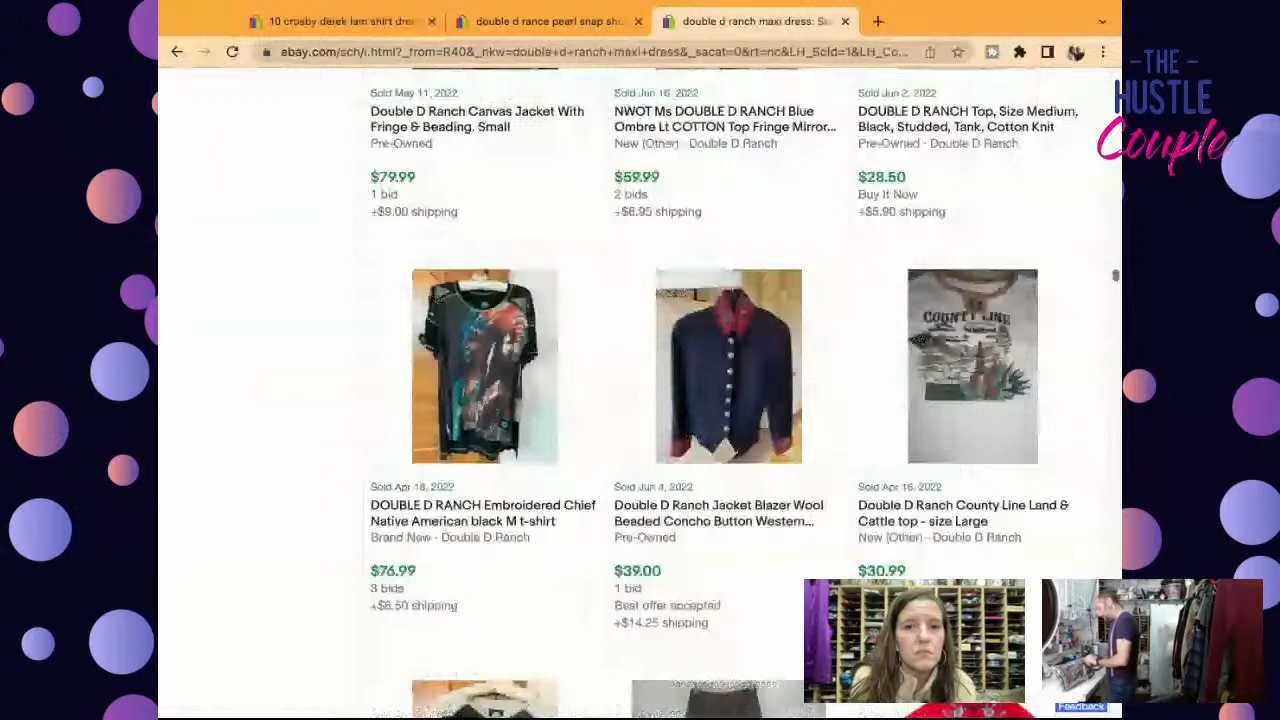 10 crosby derek lam shirt dres
double d rance pearl snap sho
double d ranch maxi dress: Se
ebay.com/sch/i.html?_from=R40&_nkw=double+d+ranch+maxi+dress&_sacat=0&rt=nc&LH_Sold=1&LH_Co...
-THE-
HUSTLE
Couple
Sold May 11, 2022
Double D Ranch Canvas Jacket With
Fringe & Beading. Small
Pre-Owned
$79.99
1 bid
+$9.00 shipping
Sold Jun 16, 2022
NWOT Ms DOUBLE D RANCH Blue
Ombre Lt COTTON Top Fringe Mirror...
New (Other) · Double D Ranch
$59.99
2 bids
+$8.95 shipping
Sold Jun 2, 2022
DOUBLE D RANCH Top, Size Medium,
Black, Studded, Tank, Cotton Knit
Pre-Owned · Double D Ranch
$28.50
Buy It Now
+$5.90 shipping
COUNTY LINE
Sold Apr 18, 2022
DOUBLE D RANCH Embroidered Chief
Native American black M t-shirt
Brand New · Double D Ranch
$76.99
3 bids
+$6.50 shipping
Sold Jun 4, 2022
Double D Ranch Jacket Blazer Wool
Beaded Concho Button Western...
Pre-Owned
$39.00
1 bid
Best offer accepted
+$14.25 shipping
Sold Apr 16, 2022
Double D Ranch County Line Land &
Cattle top - size Large
New (Other) · Double D Ranch
$30.99
Feedback